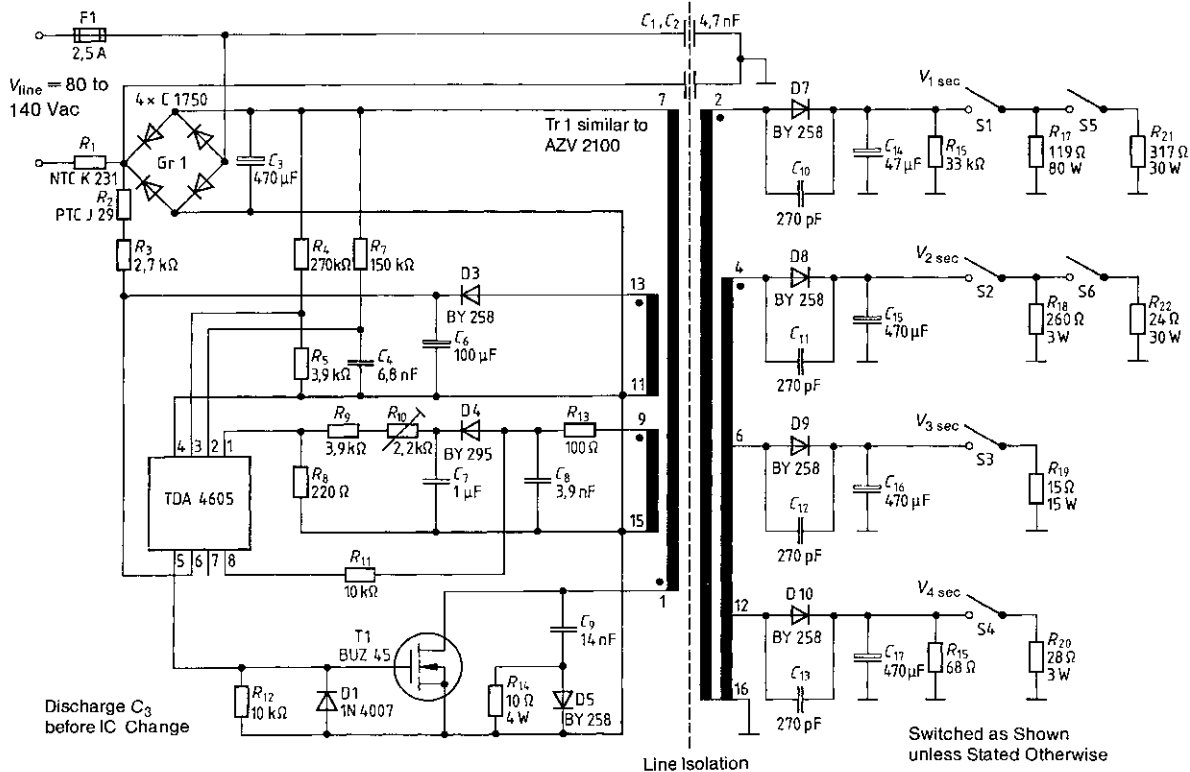 F1
2,5 A
C1, C2
4,7 nF
Vline = 80 to
140 Vac
4 × C 1750
Gr 1
R1
NTC K 231
R2
PTC J 29
R3
2,7 kΩ
C3
470 µF
R4
270kΩ
R7
150 kΩ
R5
3,9 kΩ
C4
6,8 nF
D3
BY 258
C6
100 µF
7
13
11
9
15
1
Tr 1 similar to
AZV 2100
R9
3,9 kΩ
R10
2,2 kΩ
D4
BY 295
R13
100 Ω
R8
220 Ω
C7
1 µF
C8
3,9 nF
4 3 2 1
TDA 4605
5 6 7 8
R11
10 kΩ
T1
BUZ 45
R12
10 kΩ
D1
1N 4007
C9
14 nF
R14
10 Ω
4 W
D5
BY 258
Discharge C3
before IC Change
Line Isolation
2
D7
BY 258
C10
270 pF
C14
47 µF
R15
33 kΩ
V1 sec
S1
R17
119 Ω
80 W
S5
R21
317 Ω
30 W
4
D8
BY 258
C11
270 pF
C15
470 µF
V2 sec
S2
R18
260 Ω
3 W
S6
R22
24 Ω
30 W
6
D9
BY 258
C12
270 pF
C16
470 µF
V3 sec
S3
R19
15 Ω
15 W
12
D10
BY 258
C13
270 pF
C17
470 µF
R15
68 Ω
V4 sec
S4
R20
28 Ω
3 W
16
Switched as Shown
unless Stated Otherwise